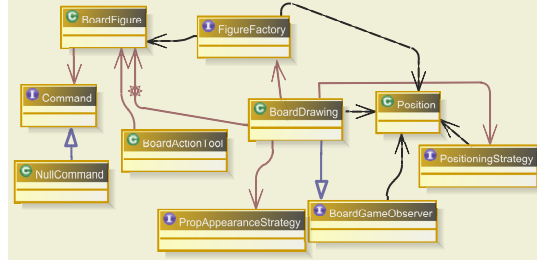 C BoardFigure
I FigureFactory
I Command
C BoardDrawing
C Position
C BoardActionTool
I PositioningStrategy
C NullCommand
I PropAppearanceStrategy
I BoardGameObserver